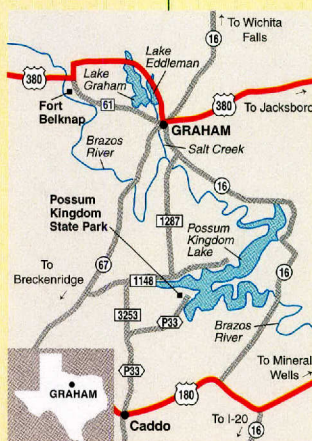 To Wichita
Falls
16
Lake
Eddleman
Lake
Graham
380
Fort
Belknap
61
380
To Jacksboro
GRAHAM
Brazos
River
Salt Creek
16
Possum
Kingdom
State Park
1287
Possum
Kingdom
Lake
To
Breckenridge
67
1148
16
3253
P33
Brazos
River
To Mineral
Wells
P33
180
GRAHAM
Caddo
To I-20
16